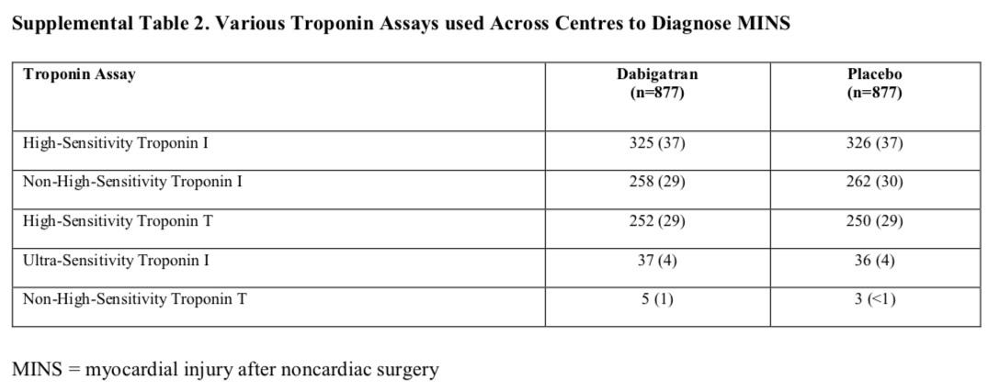 Supplemental Table 2. Various Troponin Assays used Across Centres to Diagnose MINS
Troponin Assay Dabigatran Placebo
(n=877) (n=877)
High-Sensitivity Troponin I 325 (37) 326 (37)
Non-High-Sensitivity Troponin I 258 (29) 262 (30)
High-Sensitivity Troponin T 252 (29) 250 (29)
Ultra-Sensitivity Troponin I 37 (4) 36 (4)
Non-High-Sensitivity Troponin T 5 (1) 3 (<1)
MINS = myocardial injury after noncardiac surgery